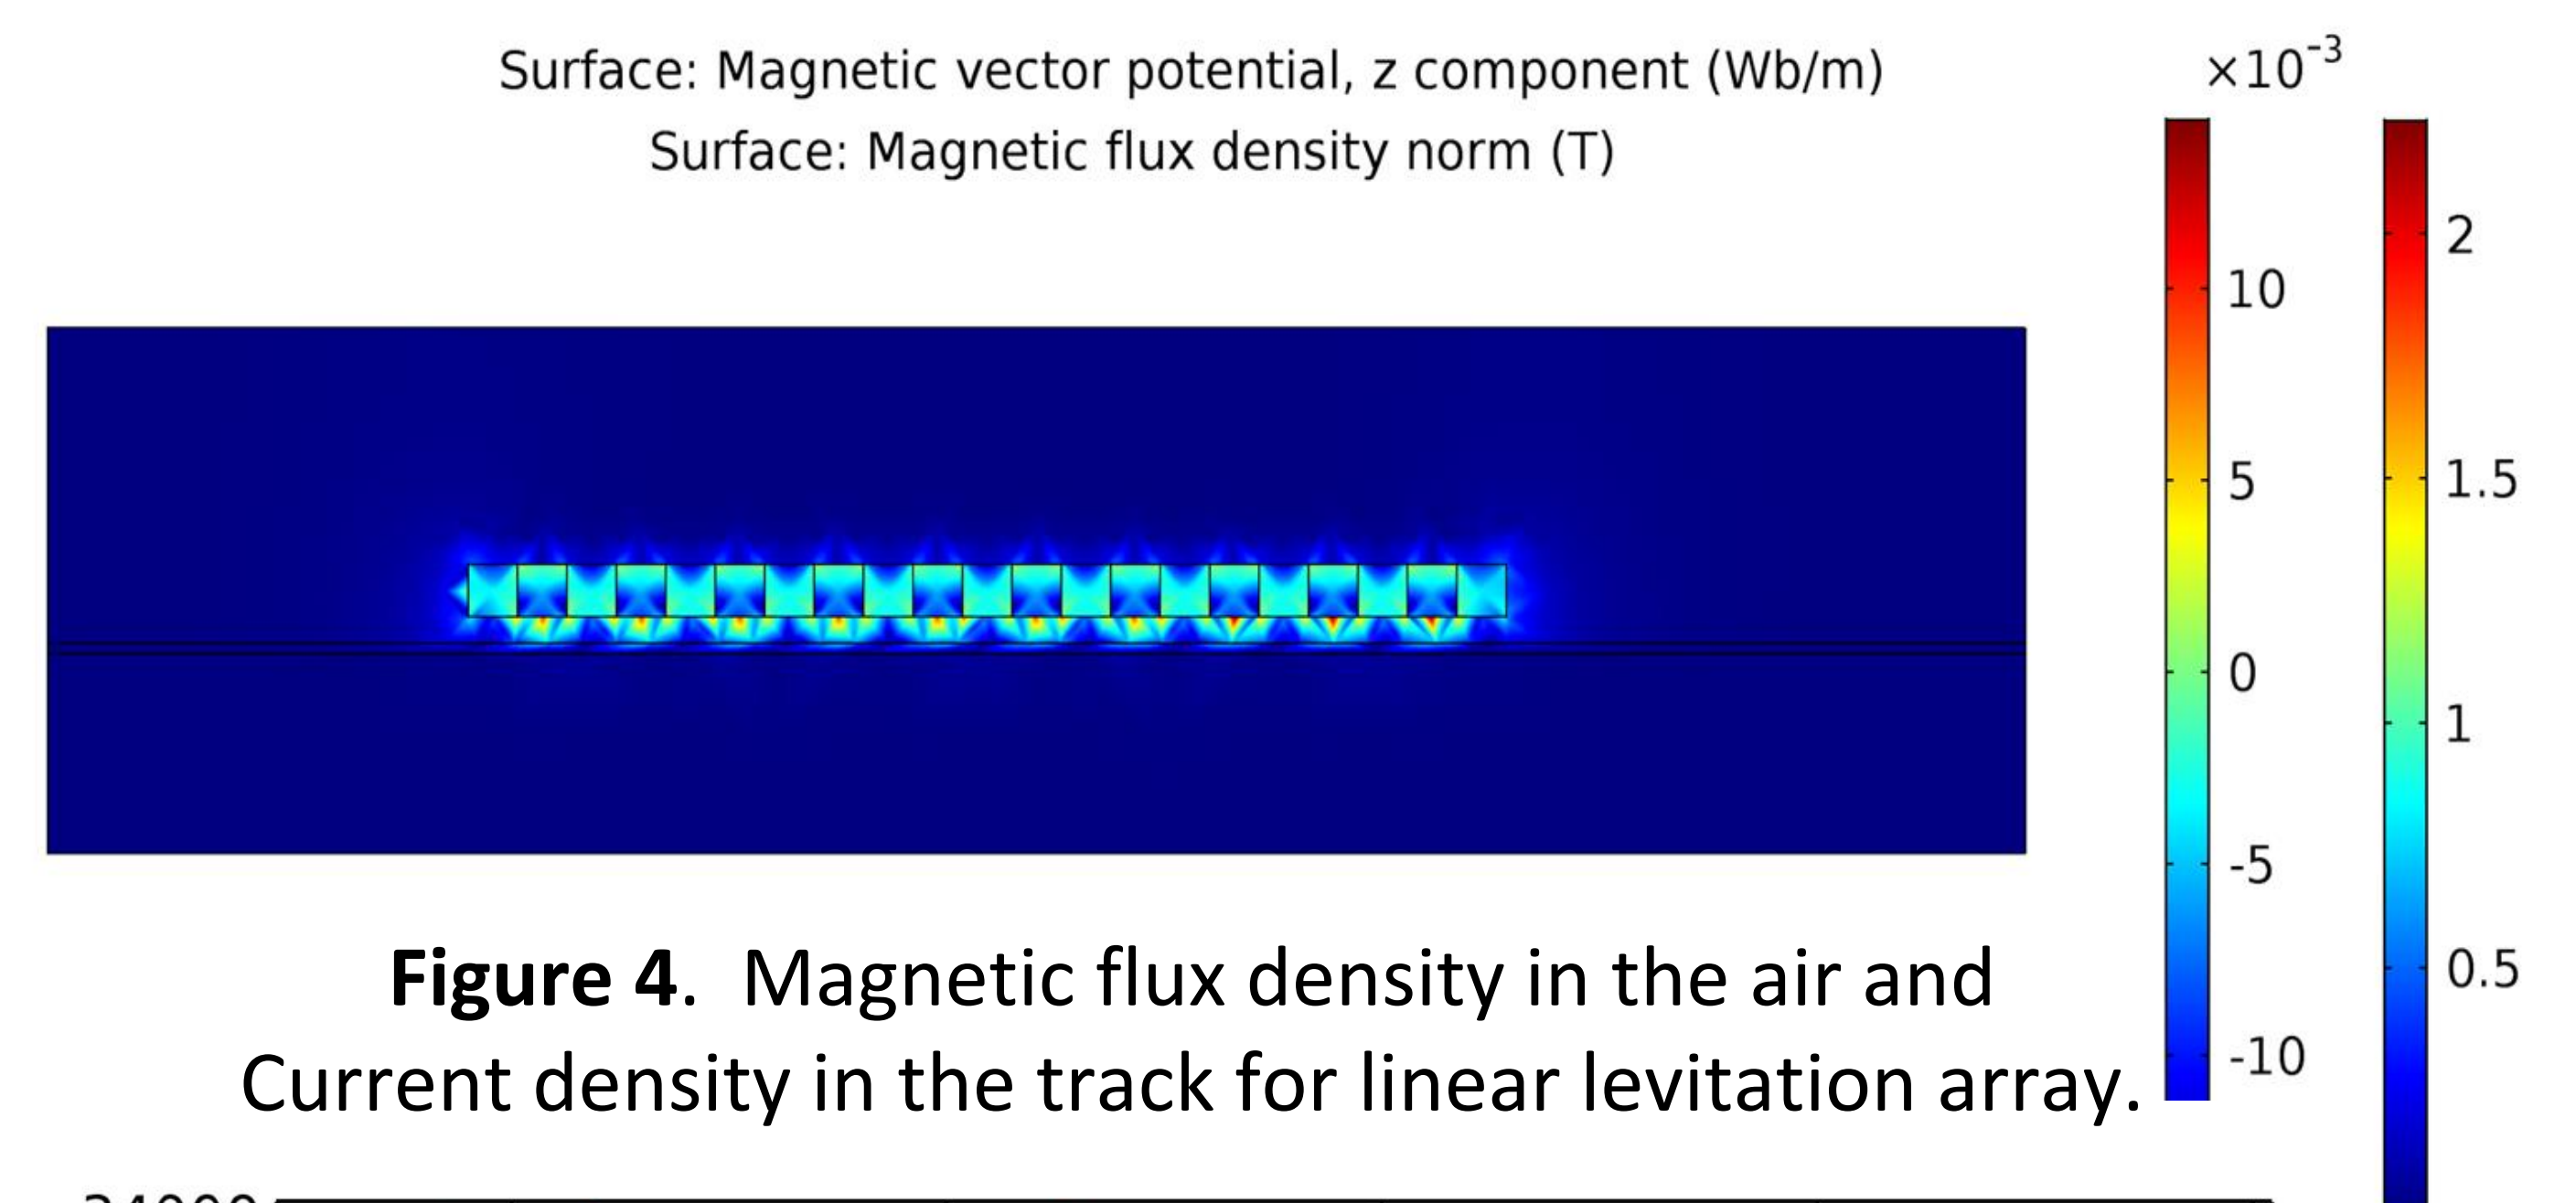 Surface: Magnetic vector potential, z component (Wb/m)
Surface: Magnetic flux density norm (T)
×10⁻³
10
5
0
-5
-10
2
1.5
1
0.5
Figure 4. Magnetic flux density in the air and
Current density in the track for linear levitation array.